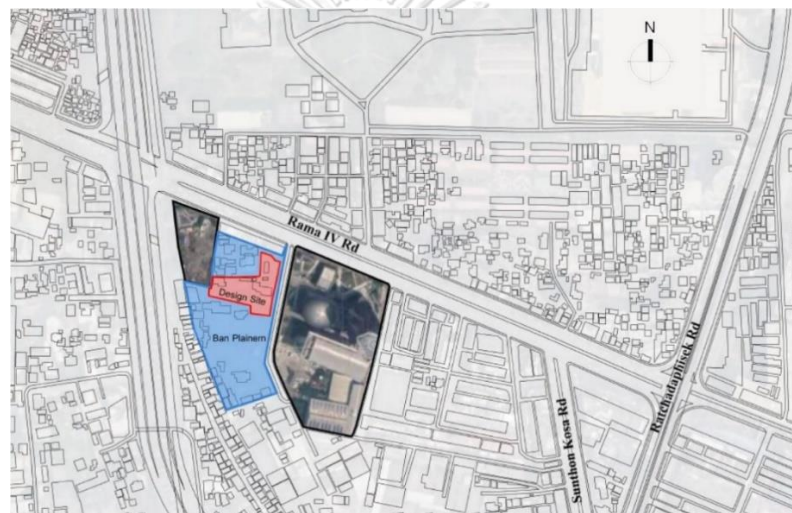 N
Rama IV Rd
Design Site
Ban Plainern
Ratchadaphisek Rd
Sunthon Kosa Rd